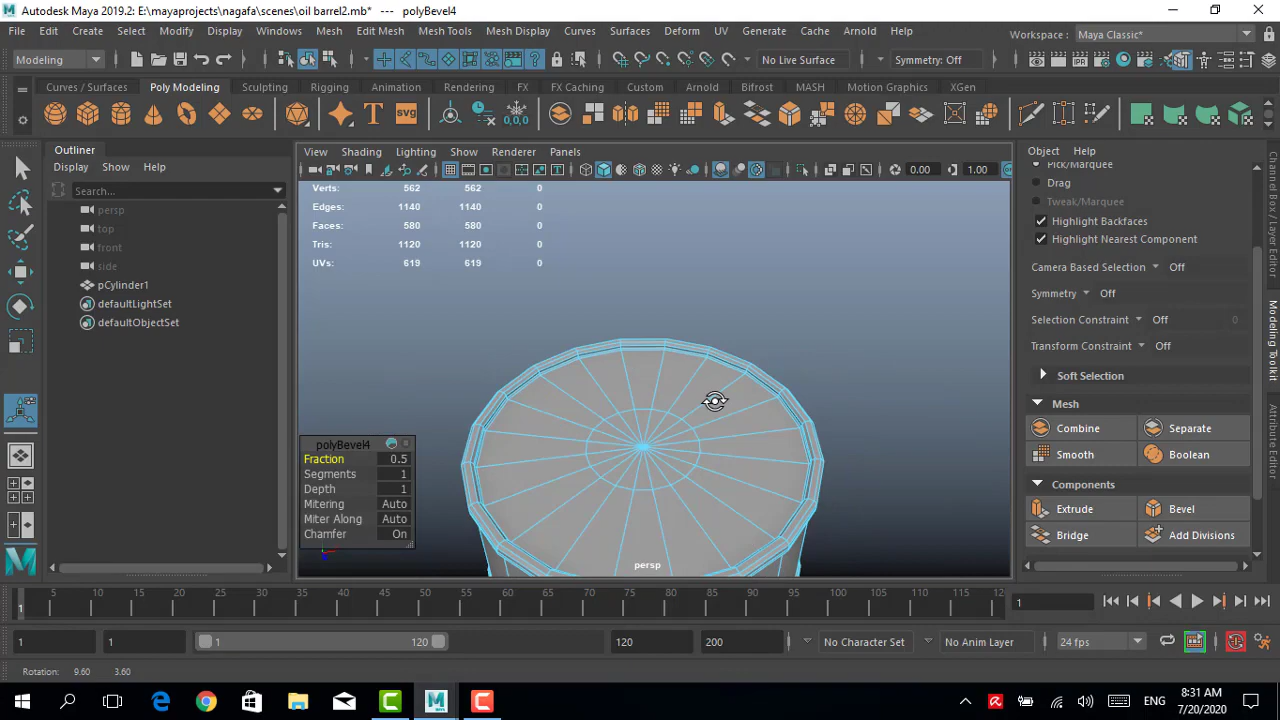 Autodesk Maya 2019.2: E:\mayaprojects\nagafa\scenes\oil barrel2.mb*  ---  polyBevel4
File Edit Create Select Modify Display Windows Mesh Edit Mesh Mesh Tools Mesh Display Curves Surfaces Deform UV Generate Cache Arnold Help Workspace : Maya Classic*
Modeling No Live Surface Symmetry: Off
Curves / Surfaces Poly Modeling Sculpting Rigging Animation Rendering FX FX Caching Custom Arnold Bifrost MASH Motion Graphics XGen
T SVG 0,0,0
Outliner
Display Show Help
Search...
persp
top
front
side
pCylinder1
defaultLightSet
defaultObjectSet
View Shading Lighting Show Renderer Panels
0.00 1.00
Verts: 562 562 0
Edges: 1140 1140 0
Faces: 580 580 0
Tris: 1120 1120 0
UVs: 619 619 0
polyBevel4
Fraction 0.5
Segments 1
Depth 1
Mitering Auto
Miter Along Auto
Chamfer On
persp
Object Help
Pick/Marquee
Drag
Tweak/Marquee
Highlight Backfaces
Highlight Nearest Component
Camera Based Selection Off
Symmetry Off
Selection Constraint Off 0
Transform Constraint Off
Soft Selection
Mesh
Combine Separate
Smooth Boolean
Components
Extrude Bevel
Bridge Add Divisions
Channel Box / Layer Editor
Modeling Toolkit
Attribute Editor
5 10 15 20 25 30 35 40 45 50 55 60 65 70 75 80 85 90 95 100 105 110 115 12
1 1
1 1 1 120 120 200 No Character Set No Anim Layer 24 fps
Rotation: 9.60 3.60
ENG 8:31 AM
7/20/2020